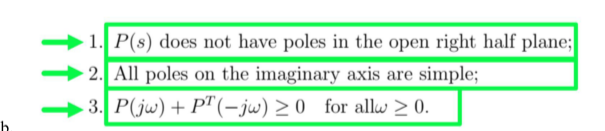 1. P(s) does not have poles in the open right half plane;
2. All poles on the imaginary axis are simple;
3. P(jω) + Pᵀ(−jω) ≥ 0 for allω ≥ 0.
b